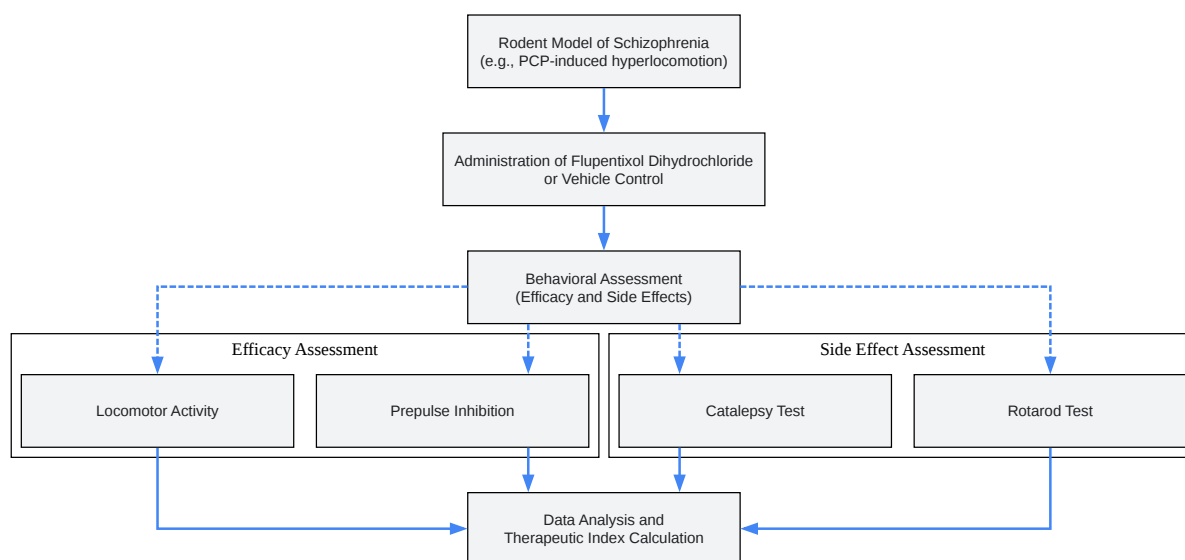 Rodent Model of Schizophrenia
(e.g., PCP-induced hyperlocomotion)
Administration of Flupentixol Dihydrochloride
or Vehicle Control
Behavioral Assessment
(Efficacy and Side Effects)
Efficacy Assessment
Side Effect Assessment
Locomotor Activity
Prepulse Inhibition
Catalepsy Test
Rotarod Test
Data Analysis and
Therapeutic Index Calculation